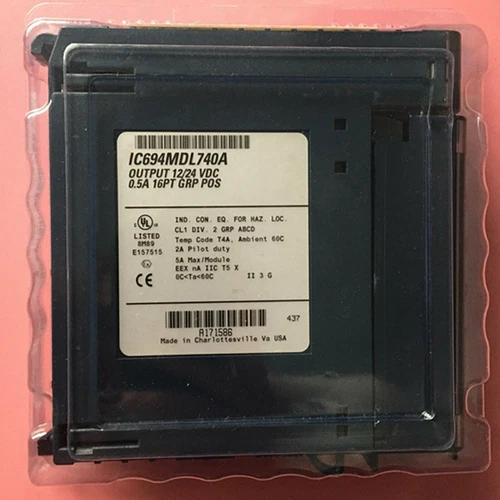 IC694MDL740A
OUTPUT 12/24 VDC
0.5A 16PT GRP POS
UL
LISTED
8M89
E157515
IND. CON. EQ. FOR HAZ. LOC.
CL1 DIV. 2 GRP ABCD
Temp Code T4A, Ambient 60C
2A Pilot duty
5A Max/Module
EEX nA IIC T5 X
0C<Ta<60C II 3 G
CE
437
A171586
Made in Charlottesville Va USA